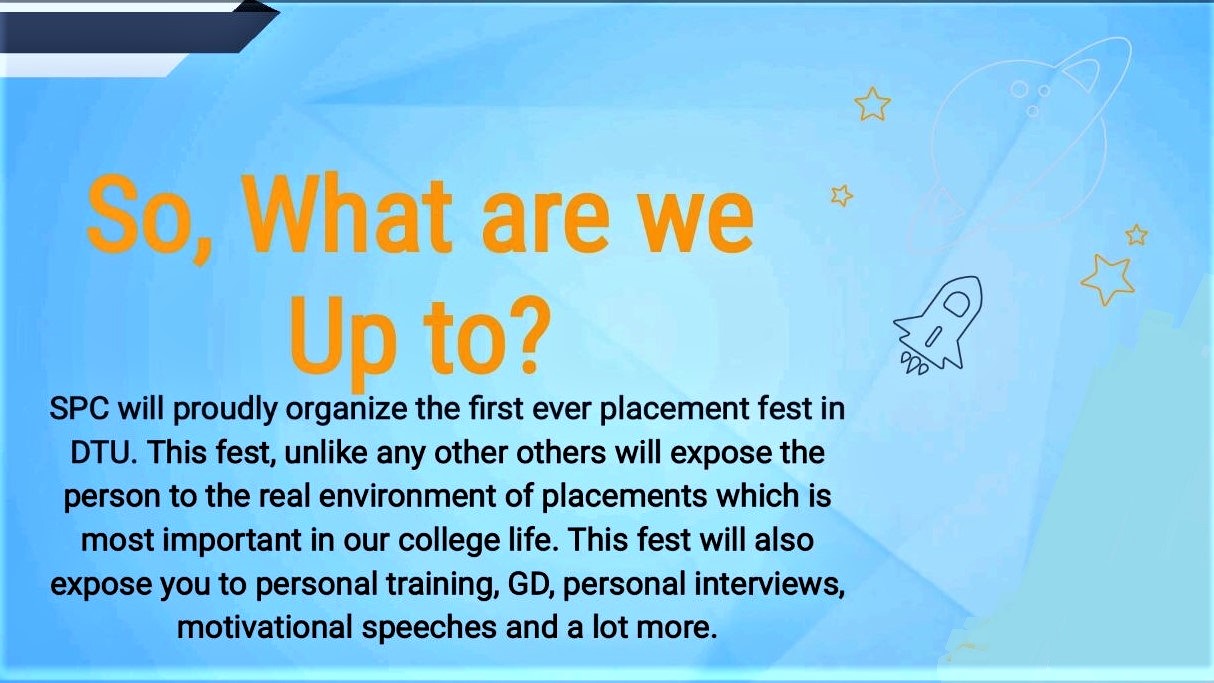 So, What are we
Up to?
SPC will proudly organize the first ever placement fest in
DTU. This fest, unlike any other others will expose the
person to the real environment of placements which is
most important in our college life. This fest will also
expose you to personal training, GD, personal interviews,
motivational speeches and a lot more.